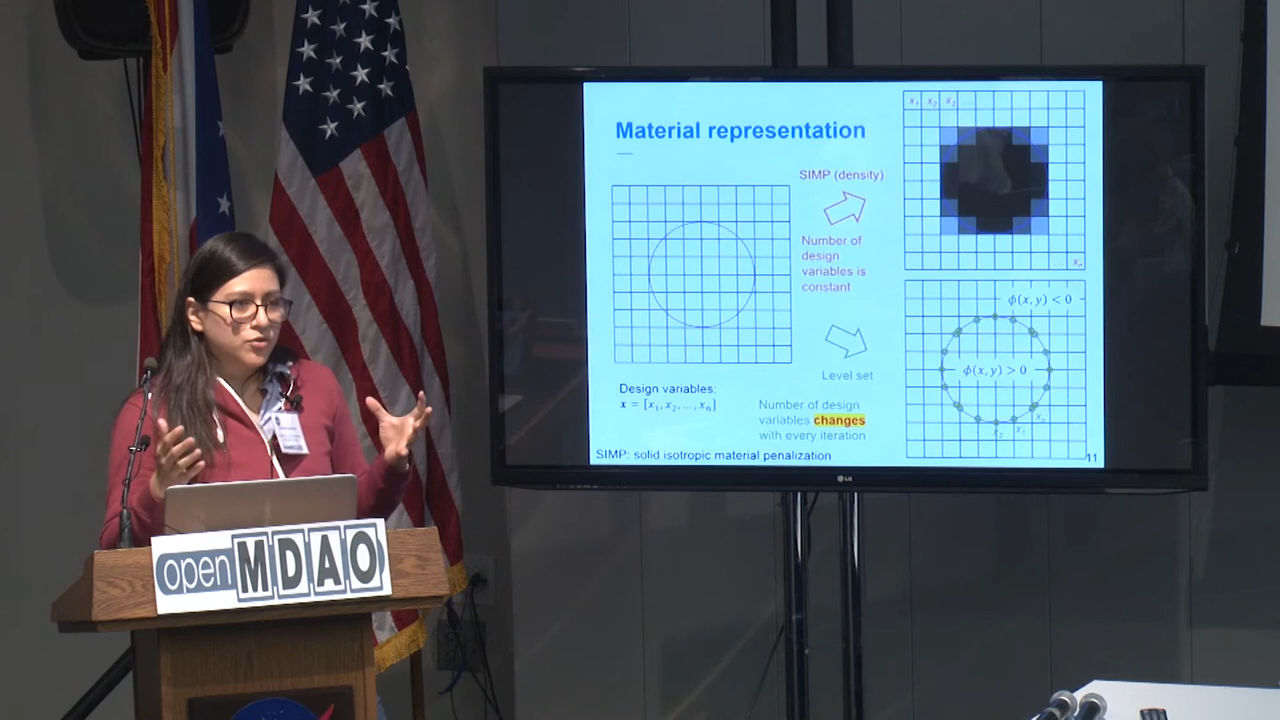 Material representation
SIMP (density)
Number of
design
variables is
constant
Level set
Design variables:
x = [x₁, x₂, ..., xₙ]
Number of design
variables changes
with every iteration
SIMP: solid isotropic material penalization
x₁ x₂ x₃ ...
... xₙ
ϕ(x, y) < 0
ϕ(x, y) > 0
xₙ
x₂ x₁
11
LG
openMDAO